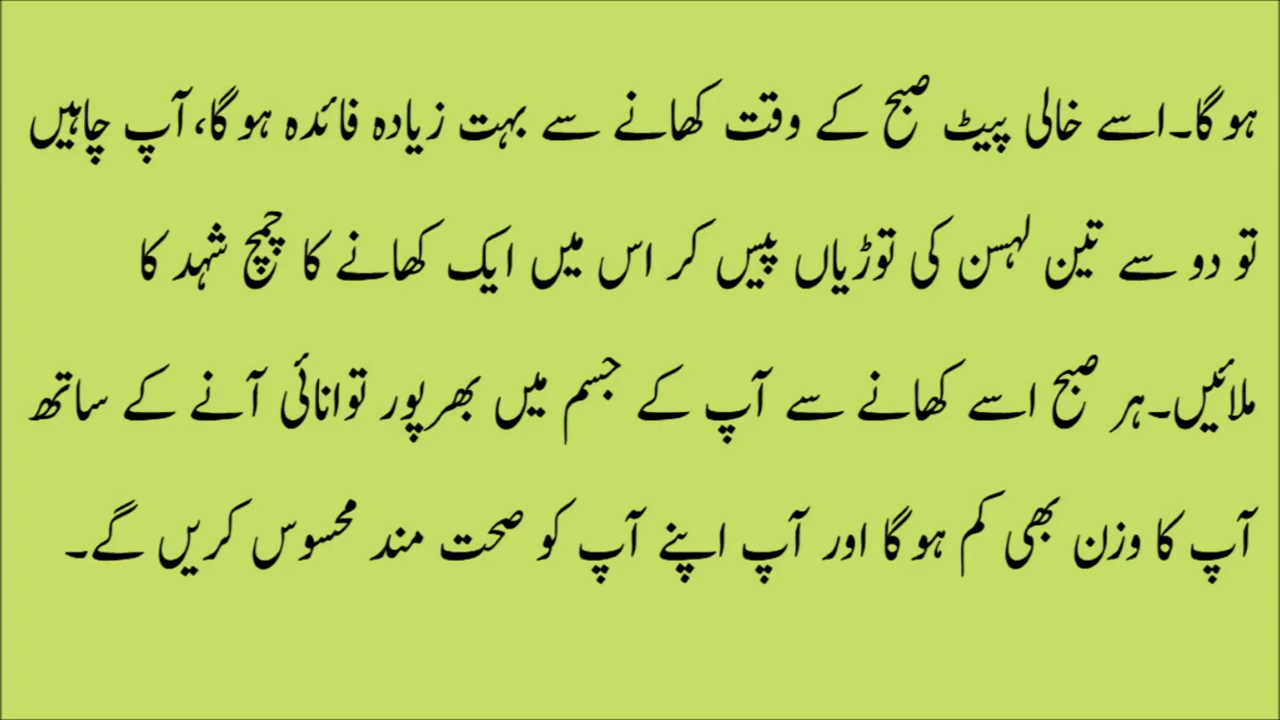 ہو گا۔اسے خالی پیٹ صبح کے وقت کھانے سے بہت زیادہ فائدہ ہو گا،آپ چاہیں
تو دو سے تین لہسن کی توڑیاں پیس کر اس میں ایک کھانے کا چمچ شہد کا
ملائیں۔ہر صبح اسے کھانے سے آپ کے جسم میں بھرپور توانائی آنے کے ساتھ
آپ کا وزن بھی کم ہو گا اور آپ اپنے آپ کو صحت مند محسوس کریں گے۔